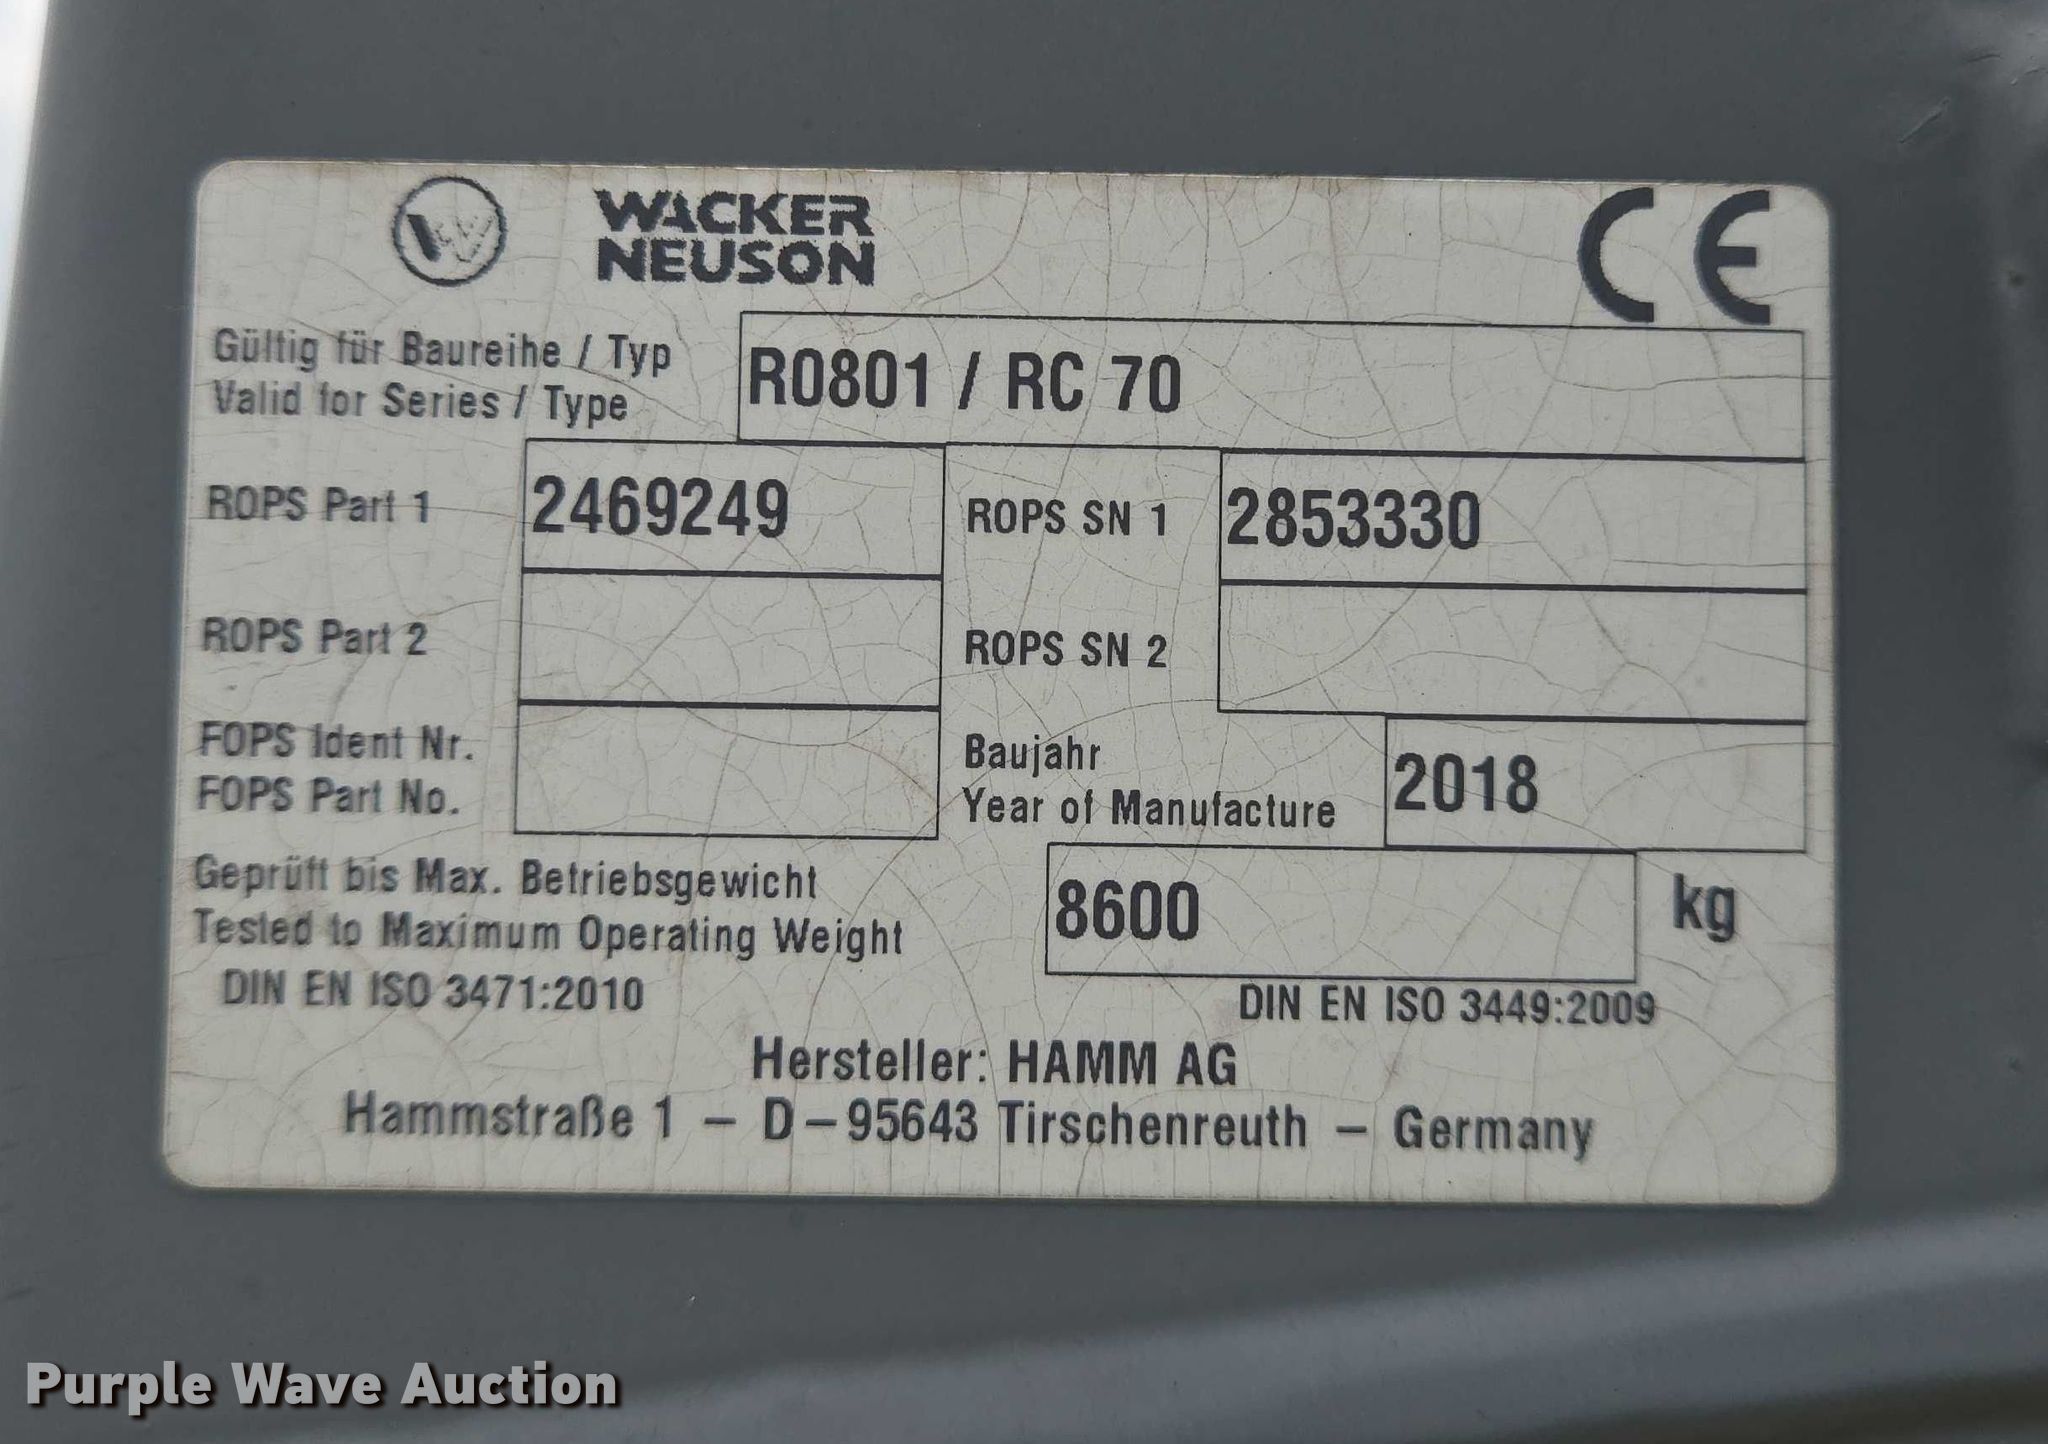 WACKER
NEUSON
CE
Gültig für Baureihe / Typ
Valid for Series / Type
R0801 / RC 70
ROPS Part 1 2469249 ROPS SN 1 2853330
ROPS Part 2 ROPS SN 2
FOPS Ident Nr.
FOPS Part No.
Baujahr
Year of Manufacture
2018
Geprüft bis Max. Betriebsgewicht
Tested to Maximum Operating Weight
8600 kg
DIN EN ISO 3471:2010 DIN EN ISO 3449:2009
Hersteller: HAMM AG
Hammstraße 1 – D – 95643 Tirschenreuth – Germany
Purple Wave Auction